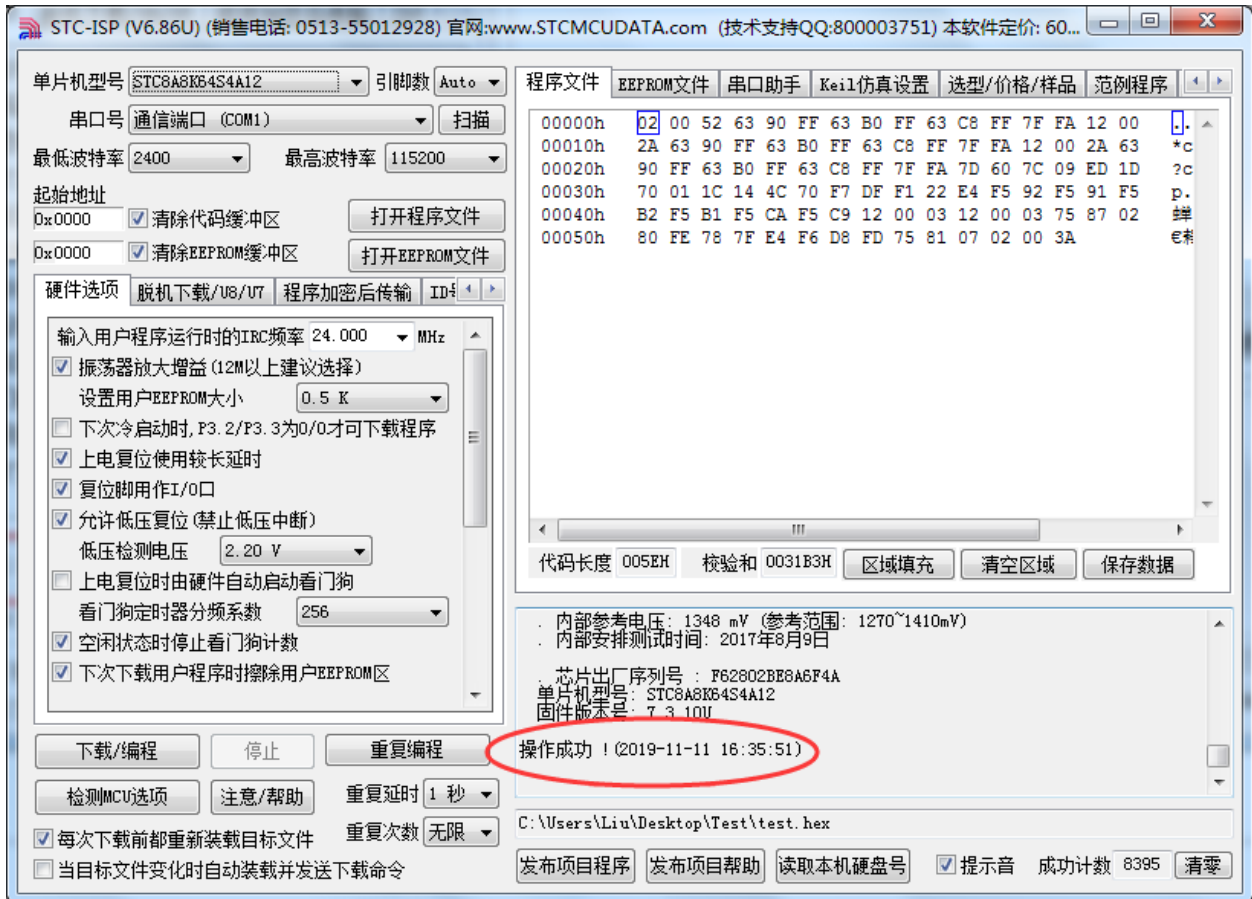 STC-ISP (V6.86U) (销售电话: 0513-55012928) 官网:www.STCMCUDATA.com (技术支持QQ:800003751) 本软件定价: 60...
单片机型号 STC8A8K64S4A12 引脚数 Auto
串口号 通信端口 (COM1) 扫描
最低波特率 2400 最高波特率 115200
起始地址
0x0000 清除代码缓冲区 打开程序文件
0x0000 清除EEPROM缓冲区 打开EEPROM文件
硬件选项 脱机下载/U8/U7 程序加密后传输
输入用户程序运行时的IRC频率 24.000 MHz
振荡器放大增益(12M以上建议选择)
设置用户EEPROM大小 0.5 K
下次冷启动时,P3.2/P3.3为0/0才可下载程序
上电复位使用较长延时
复位脚用作I/O口
允许低压复位(禁止低压中断)
低压检测电压 2.20 V
上电复位时由硬件自动启动看门狗
看门狗定时器分频系数 256
空闲状态时停止看门狗计数
下次下载用户程序时擦除用户EEPROM区
下载/编程 停止 重复编程
检测MCU选项 注意/帮助 重复延时 1 秒
每次下载前都重新装载目标文件 重复次数 无限
当目标文件变化时自动装载并发送下载命令
程序文件 EEPROM文件 串口助手 Keil仿真设置 选型/价格/样品 范例程序
00000h 02 00 52 63 90 FF 63 B0 FF 63 C8 FF 7F FA 12 00 ..
00010h 2A 63 90 FF 63 B0 FF 63 C8 FF 7F FA 12 00 2A 63 *c
00020h 90 FF 63 B0 FF 63 C8 FF 7F FA 7D 60 7C 09 ED 1D ?c
00030h 70 01 1C 14 4C 70 F7 DF F1 22 E4 F5 92 F5 91 F5 p.
00040h B2 F5 B1 F5 CA F5 C9 12 00 03 12 00 03 75 87 02
00050h 80 FE 78 7F E4 F6 D8 FD 75 81 07 02 00 3A
代码长度 005EH 校验和 0031B3H 区域填充 清空区域 保存数据
. 内部参考电压: 1348 mV (参考范围: 1270~1410mV)
. 内部安排测试时间: 2017年8月9日
. 芯片出厂序列号 : F62802BE8A6F4A
单片机型号: STC8A8K64S4A12
固件版本号: 7.3.10U
操作成功 !(2019-11-11 16:35:51)
C:\Users\Liu\Desktop\Test\test.hex
发布项目程序 发布项目帮助 读取本机硬盘号 提示音 成功计数 8395 清零